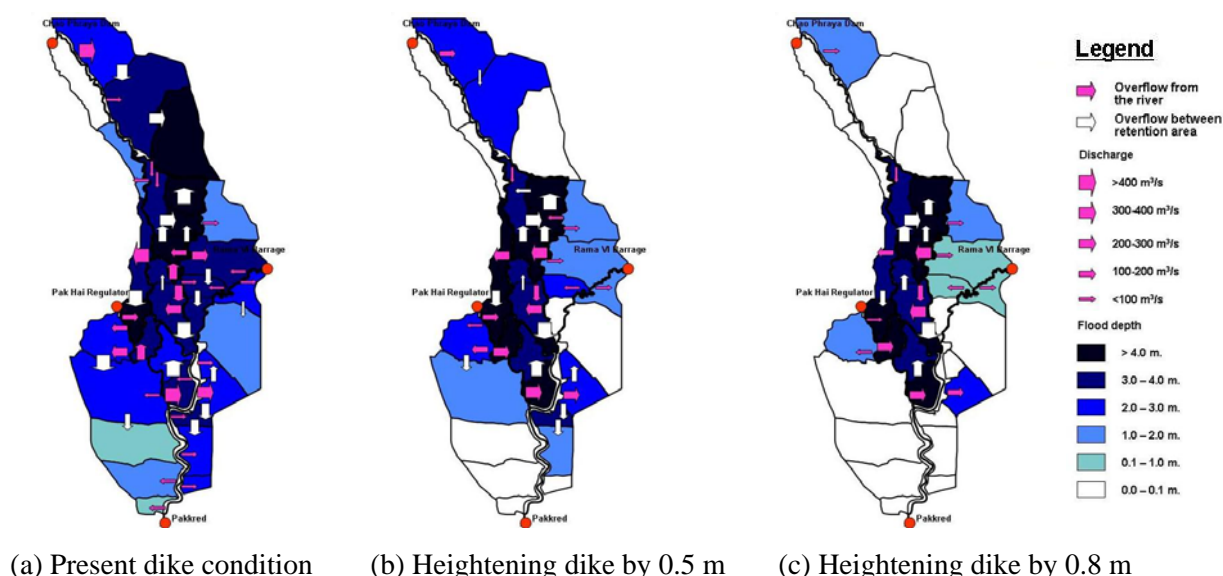 Chao Phraya Dam
Rama VI Barrage
Pak Hai Regulator
Pakkred
Chao Phraya Dam
Rama VI Barrage
Pak Hai Regulator
Pakkred
Chao Phraya Dam
Rama VI Barrage
Pak Hai Regulator
Pakkred
Legend
Overflow from
the river
Overflow between
retention area
Discharge
>400 m³/s
300-400 m³/s
200-300 m³/s
100-200 m³/s
<100 m³/s
Flood depth
> 4.0 m.
3.0 – 4.0 m.
2.0 – 3.0 m.
1.0 – 2.0 m.
0.1 – 1.0 m.
0.0 – 0.1 m.
(a) Present dike condition
(b) Heightening dike by 0.5 m
(c) Heightening dike by 0.8 m